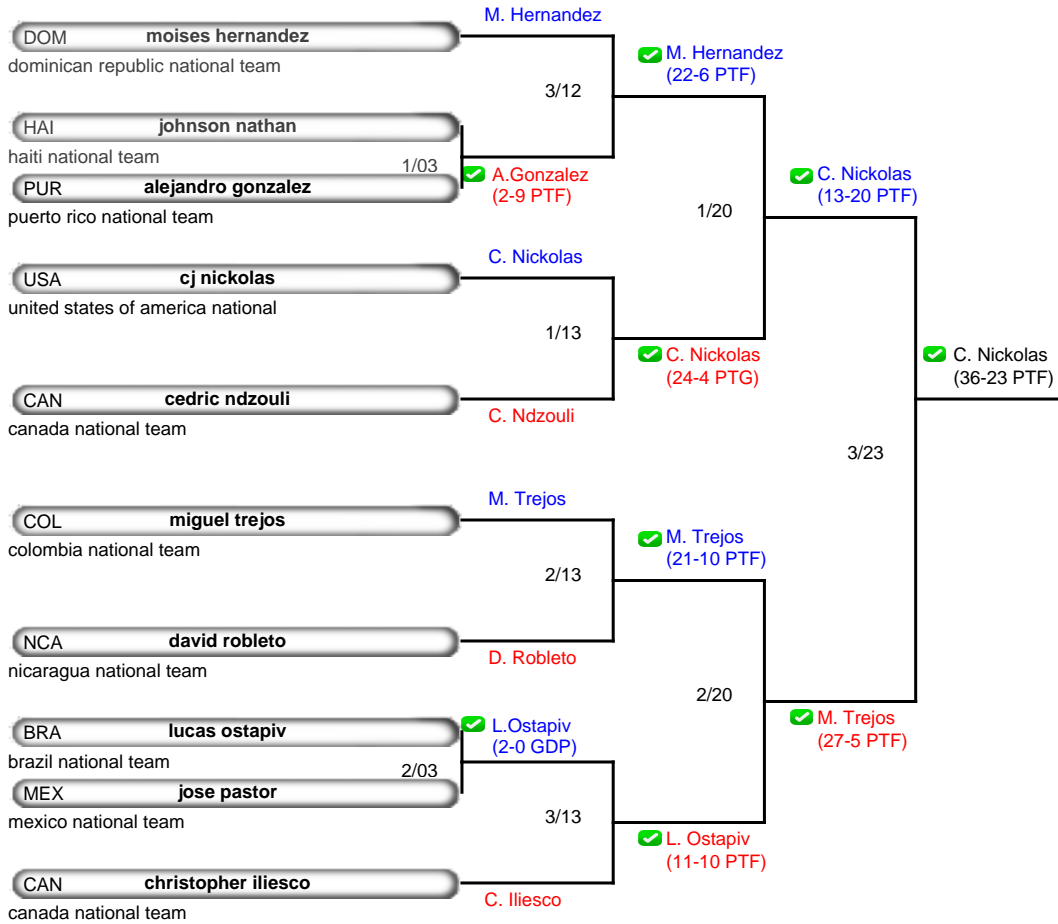 M. Hernandez
DOM moises hernandez
dominican republic national team
M. Hernandez
(22-6 PTF)
3/12
HAI johnson nathan
haiti national team
1/03
A.Gonzalez
(2-9 PTF)
PUR alejandro gonzalez
puerto rico national team
C. Nickolas
(13-20 PTF)
1/20
C. Nickolas
USA cj nickolas
united states of america national
1/13
C. Nickolas
(24-4 PTG)
C. Nickolas
(36-23 PTF)
CAN cedric ndzouli
canada national team
C. Ndzouli
3/23
M. Trejos
COL miguel trejos
colombia national team
M. Trejos
(21-10 PTF)
2/13
NCA david robleto
nicaragua national team
D. Robleto
2/20
M. Trejos
(27-5 PTF)
BRA lucas ostapiv
brazil national team
L.Ostapiv
(2-0 GDP)
2/03
MEX jose pastor
mexico national team
3/13
L. Ostapiv
(11-10 PTF)
CAN christopher iliesco
canada national team
C. Iliesco